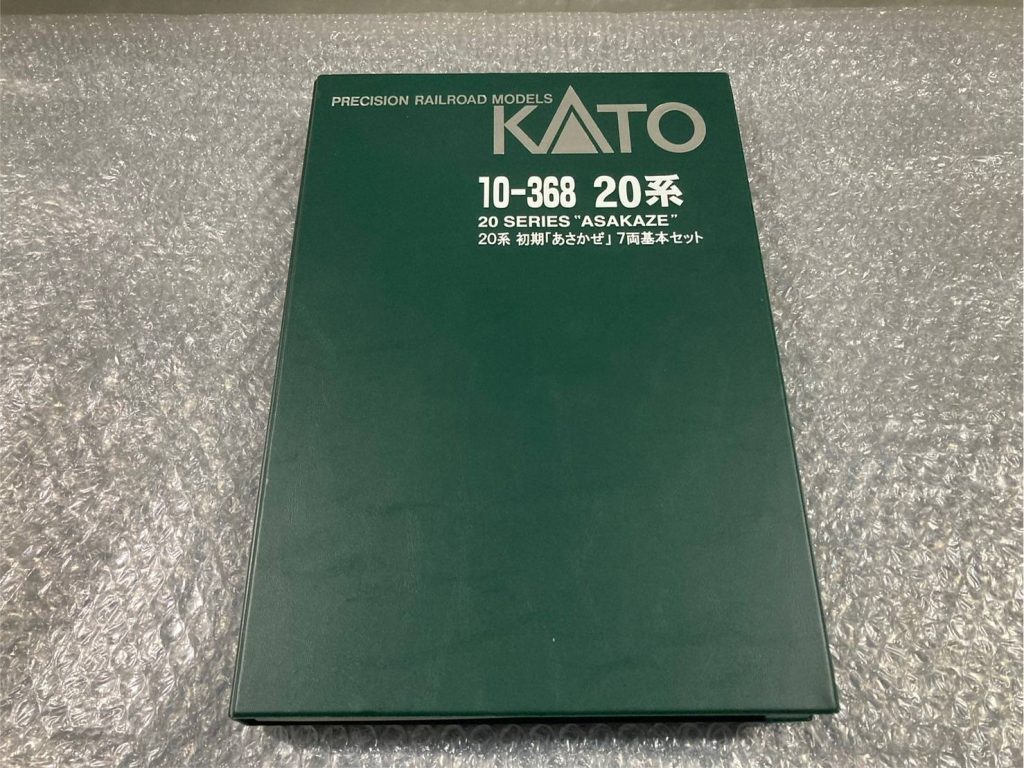 PRECISION RAILROAD MODELS
KATO
10-368 20系
20 SERIES "ASAKAZE"
20系 初期「あさかぜ」7両基本セット